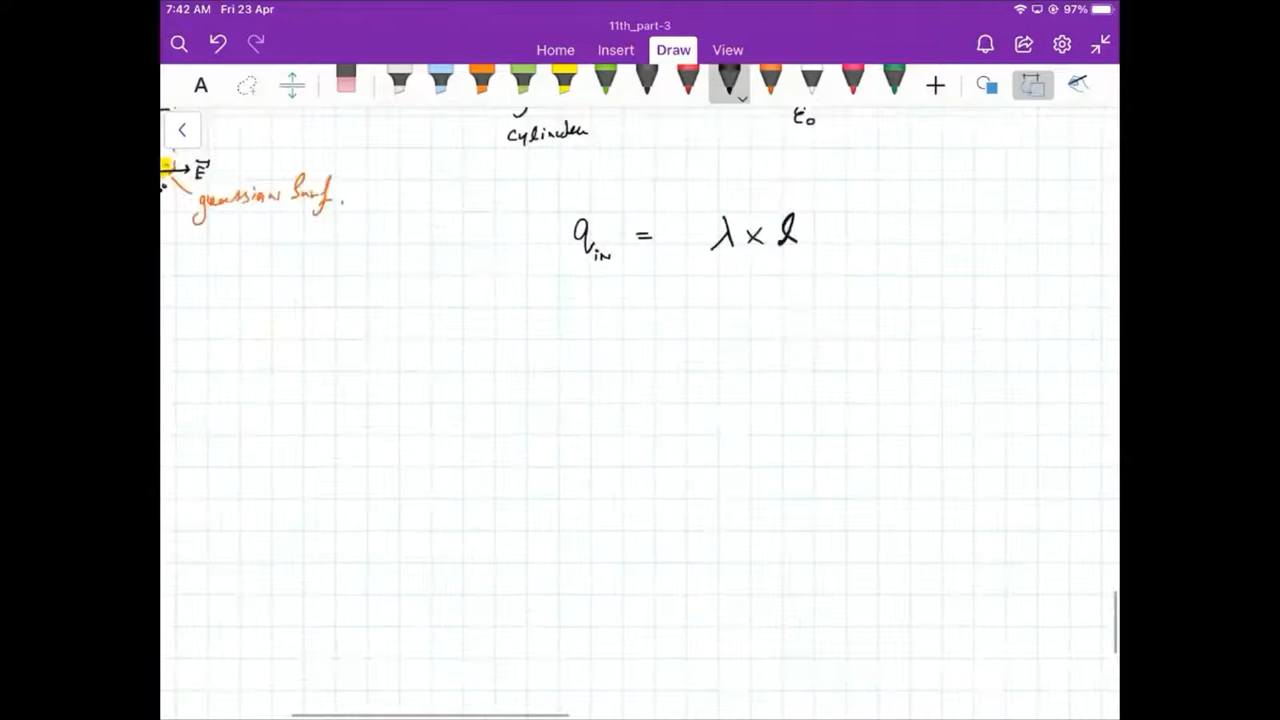 7:42 AM Fri 23 Apr
97%
11th_part-3
Home Insert Draw View
A
cylinder
ε₀
E⃗
gaussian Surf.
q_in = λ × l